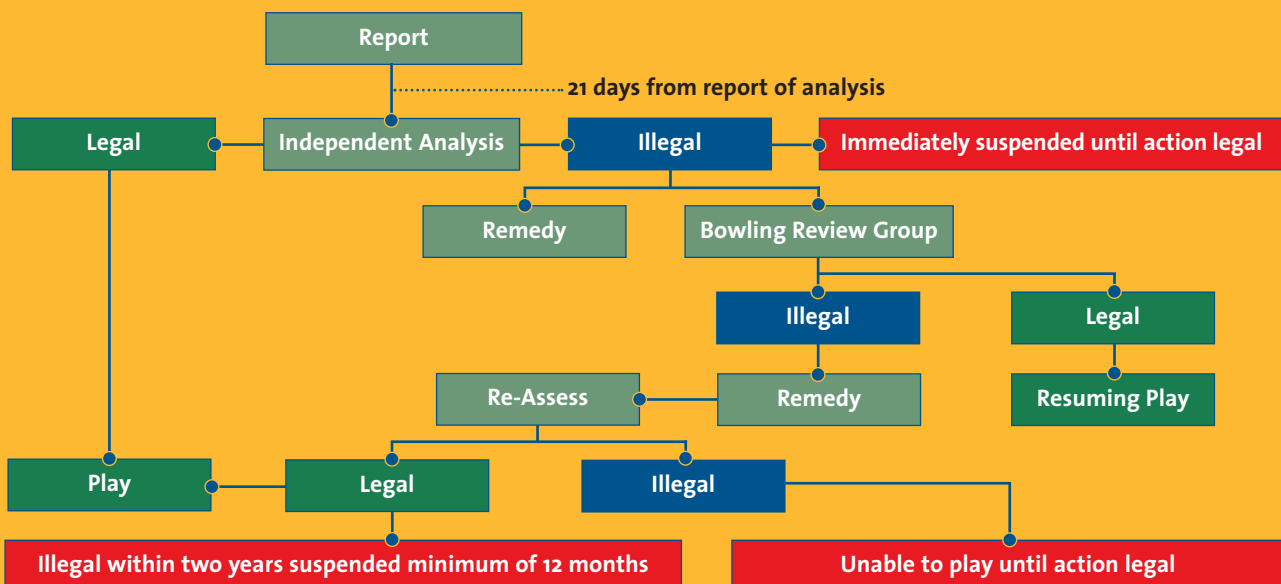 Report
21 days from report of analysis
Legal
Independent Analysis
Illegal
Immediately suspended until action legal
Remedy
Bowling Review Group
Illegal
Legal
Re-Assess
Remedy
Resuming Play
Play
Legal
Illegal
Illegal within two years suspended minimum of 12 months
Unable to play until action legal